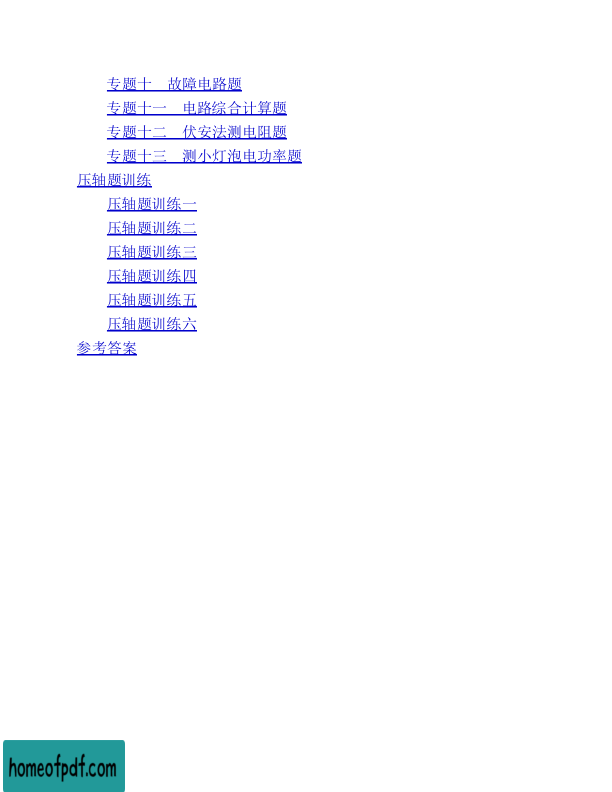 专题十　故障电路题
专题十一　电路综合计算题
专题十二　伏安法测电阻题
专题十三　测小灯泡电功率题
压轴题训练
压轴题训练一
压轴题训练二
压轴题训练三
压轴题训练四
压轴题训练五
压轴题训练六
参考答案
homeofpdf.com